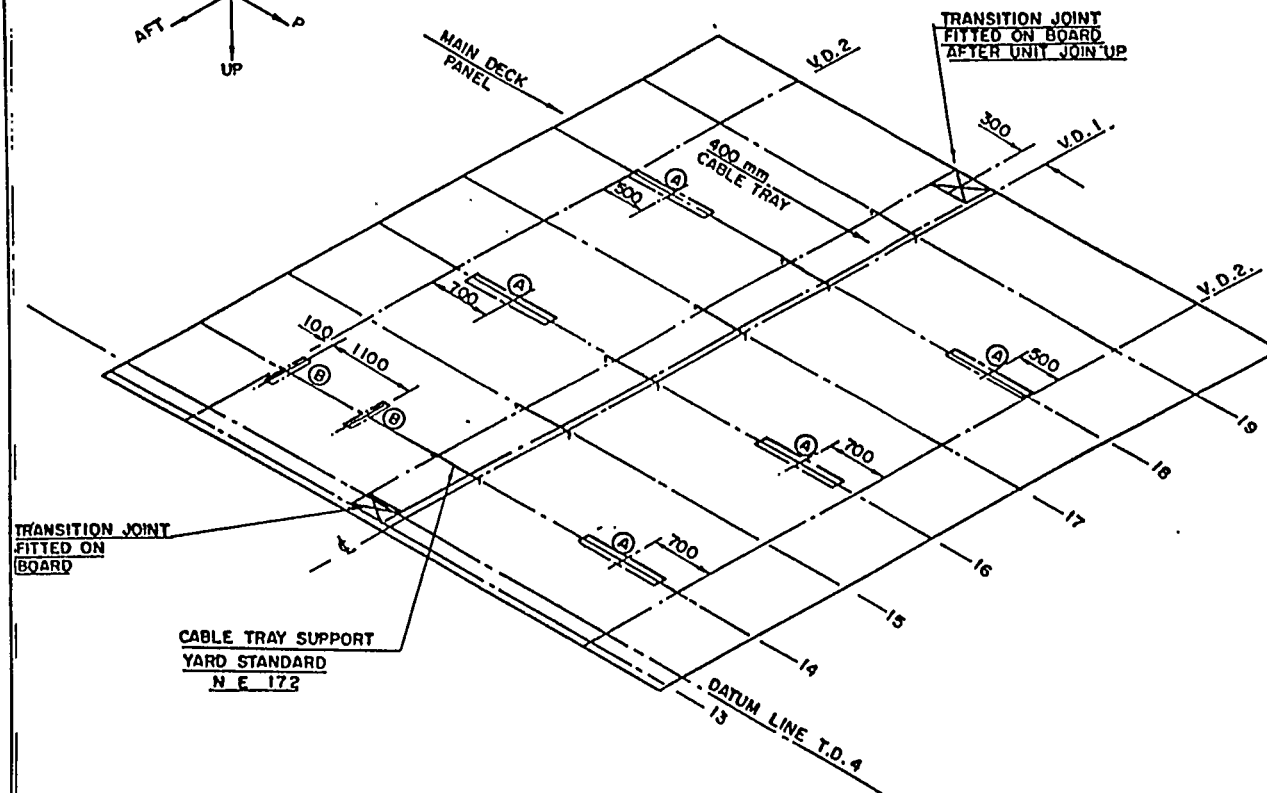 AFT
P
UP
MAIN DECK
PANEL
V.D.2
TRANSITION JOINT
FITTED ON BOARD
AFTER UNIT JOIN UP
300
V.D.1
400 mm
CABLE TRAY
A
500
A
700
V.D.2.
100
1100
B
B
A
500
A
700
A
700
19
18
17
16
15
14
13
TRANSITION JOINT
FITTED ON
BOARD
CABLE TRAY SUPPORT
YARD STANDARD
N E 172
DATUM LINE T.D.4